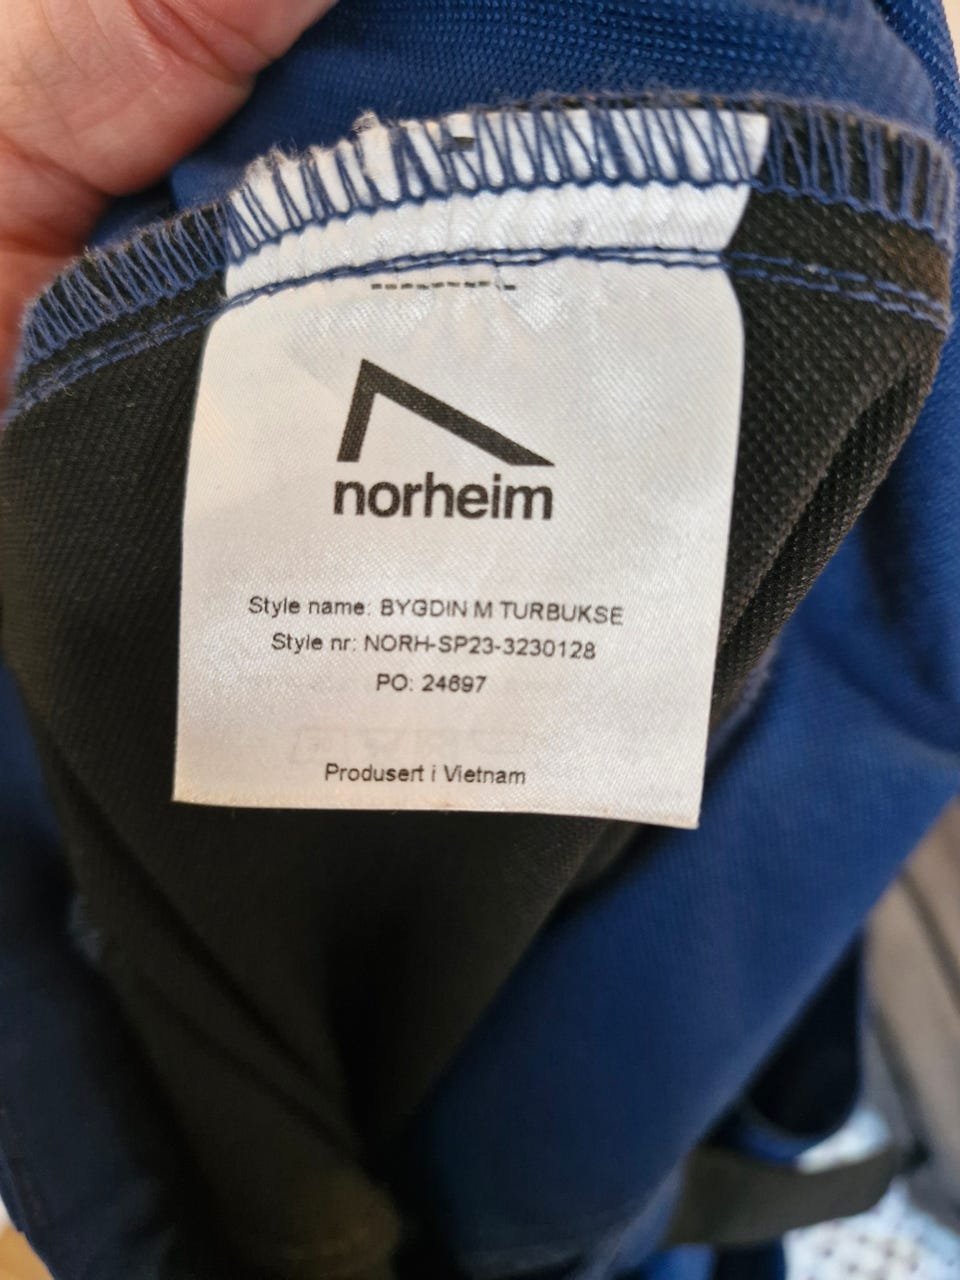 norheim
Style name: BYGDIN M TURBUKSE
Style nr: NORH-SP23-3230128
PO: 24697
Produsert i Vietnam